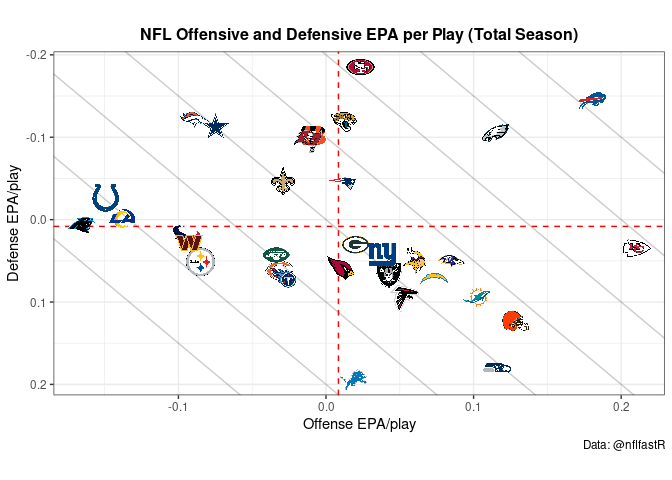 NFL Offensive and Defensive EPA per Play (Total Season)
-0.2
-0.1
0.0
0.1
0.2
Defense EPA/play
W
G
ny
-0.1
0.0
0.1
0.2
Offense EPA/play
Data: @nflfastR